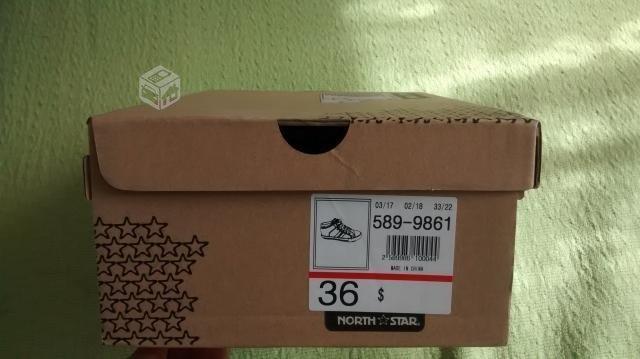 03/17 02/18 33/22
589-9861
MADE IN CHINA
36 $
NORTH STAR.